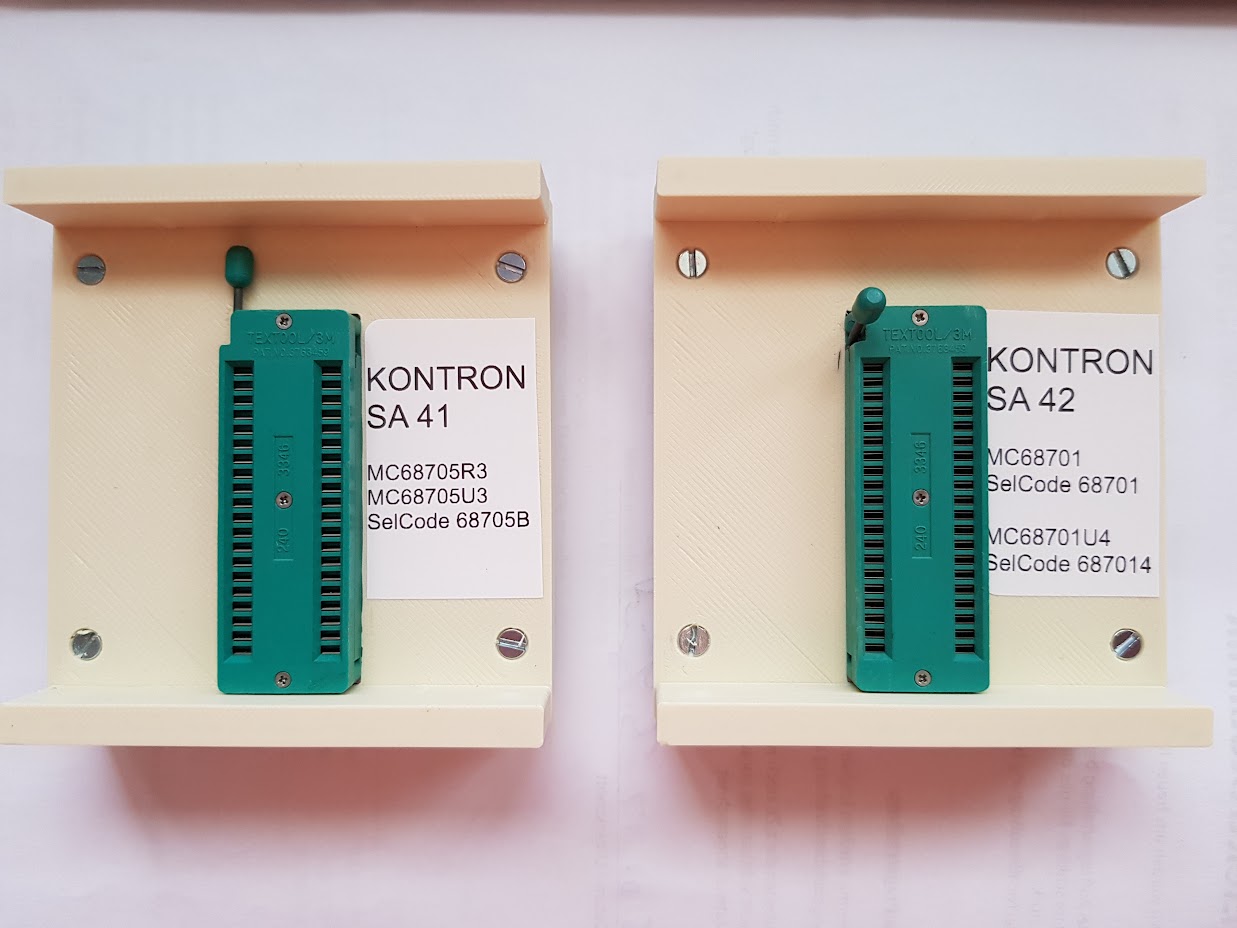 TEXTOOL/3M
240 3346
KONTRON
SA 41
MC68705R3
MC68705U3
SelCode 68705B
TEXTOOL/3M
240 3346
KONTRON
SA 42
MC68701
SelCode 68701
MC68701U4
SelCode 687014